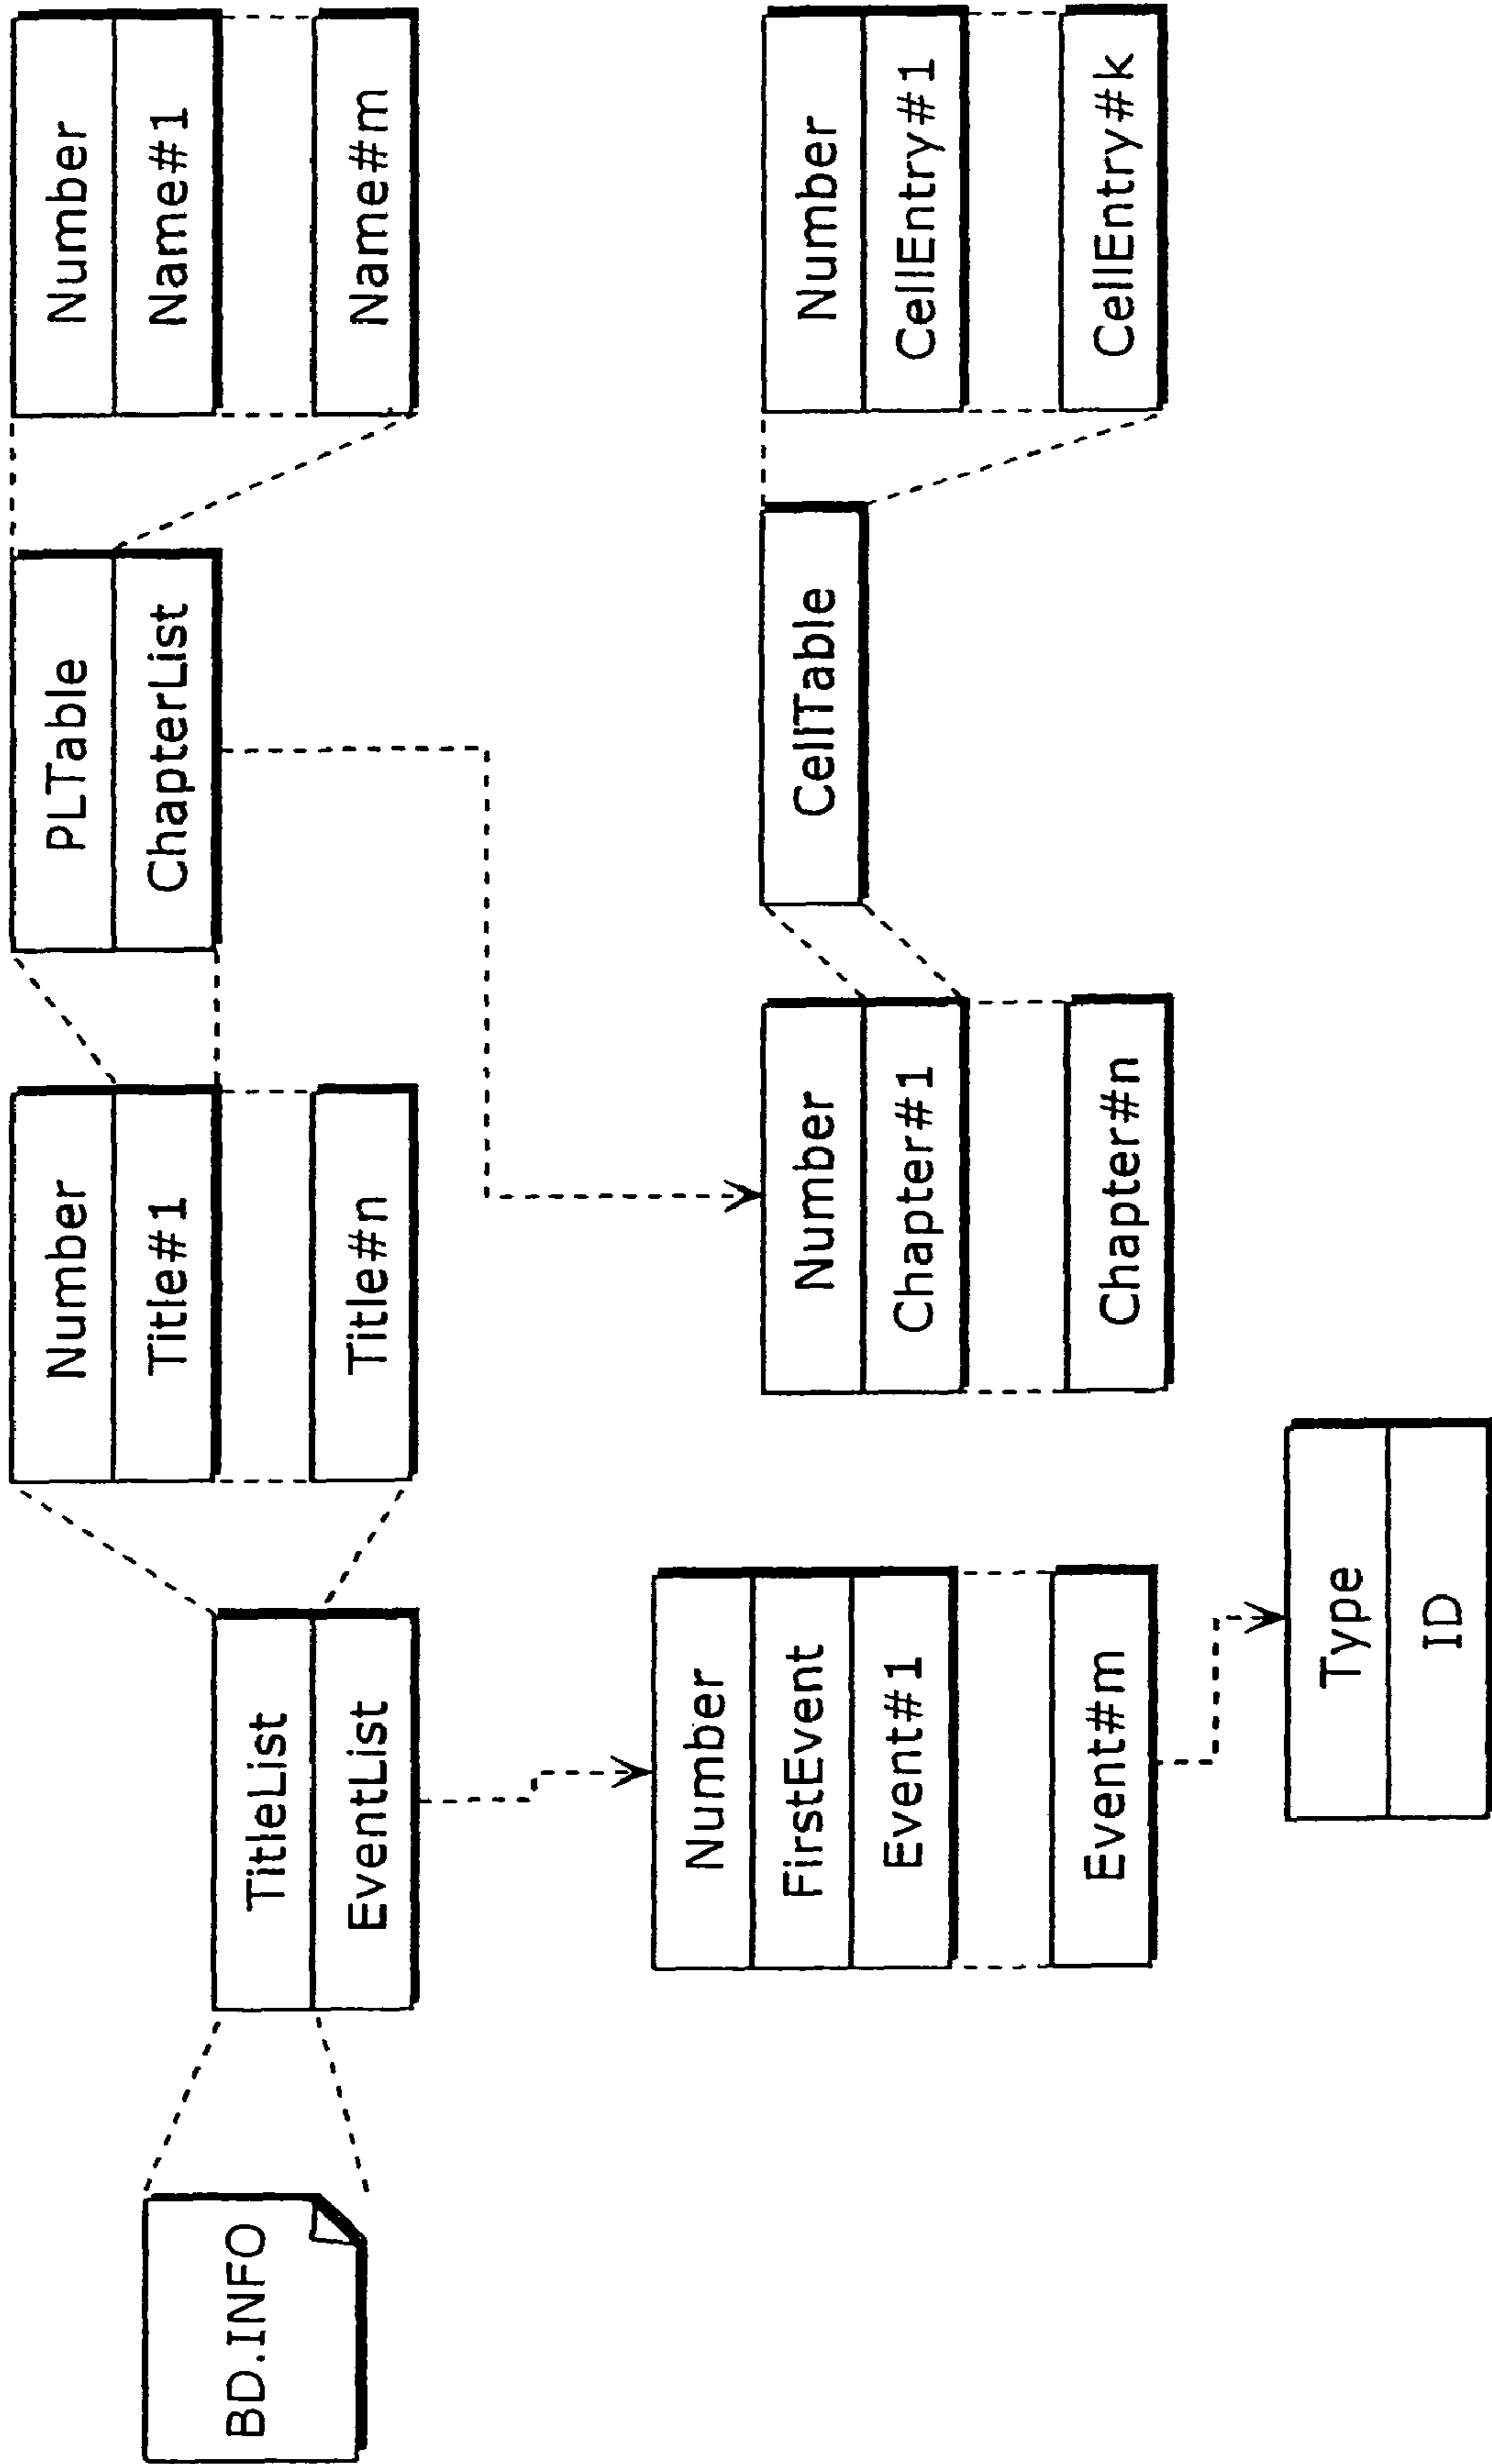 BD.INFO
TitleList
EventList
Number
Title#1
Title#n
PLTable
ChapterList
Number
Name#1
Name#m
Number
FirstEvent
Event#1
Event#m
Type
ID
Number
Chapter#1
Chapter#n
CellTable
Number
CellEntry#1
CellEntry#k